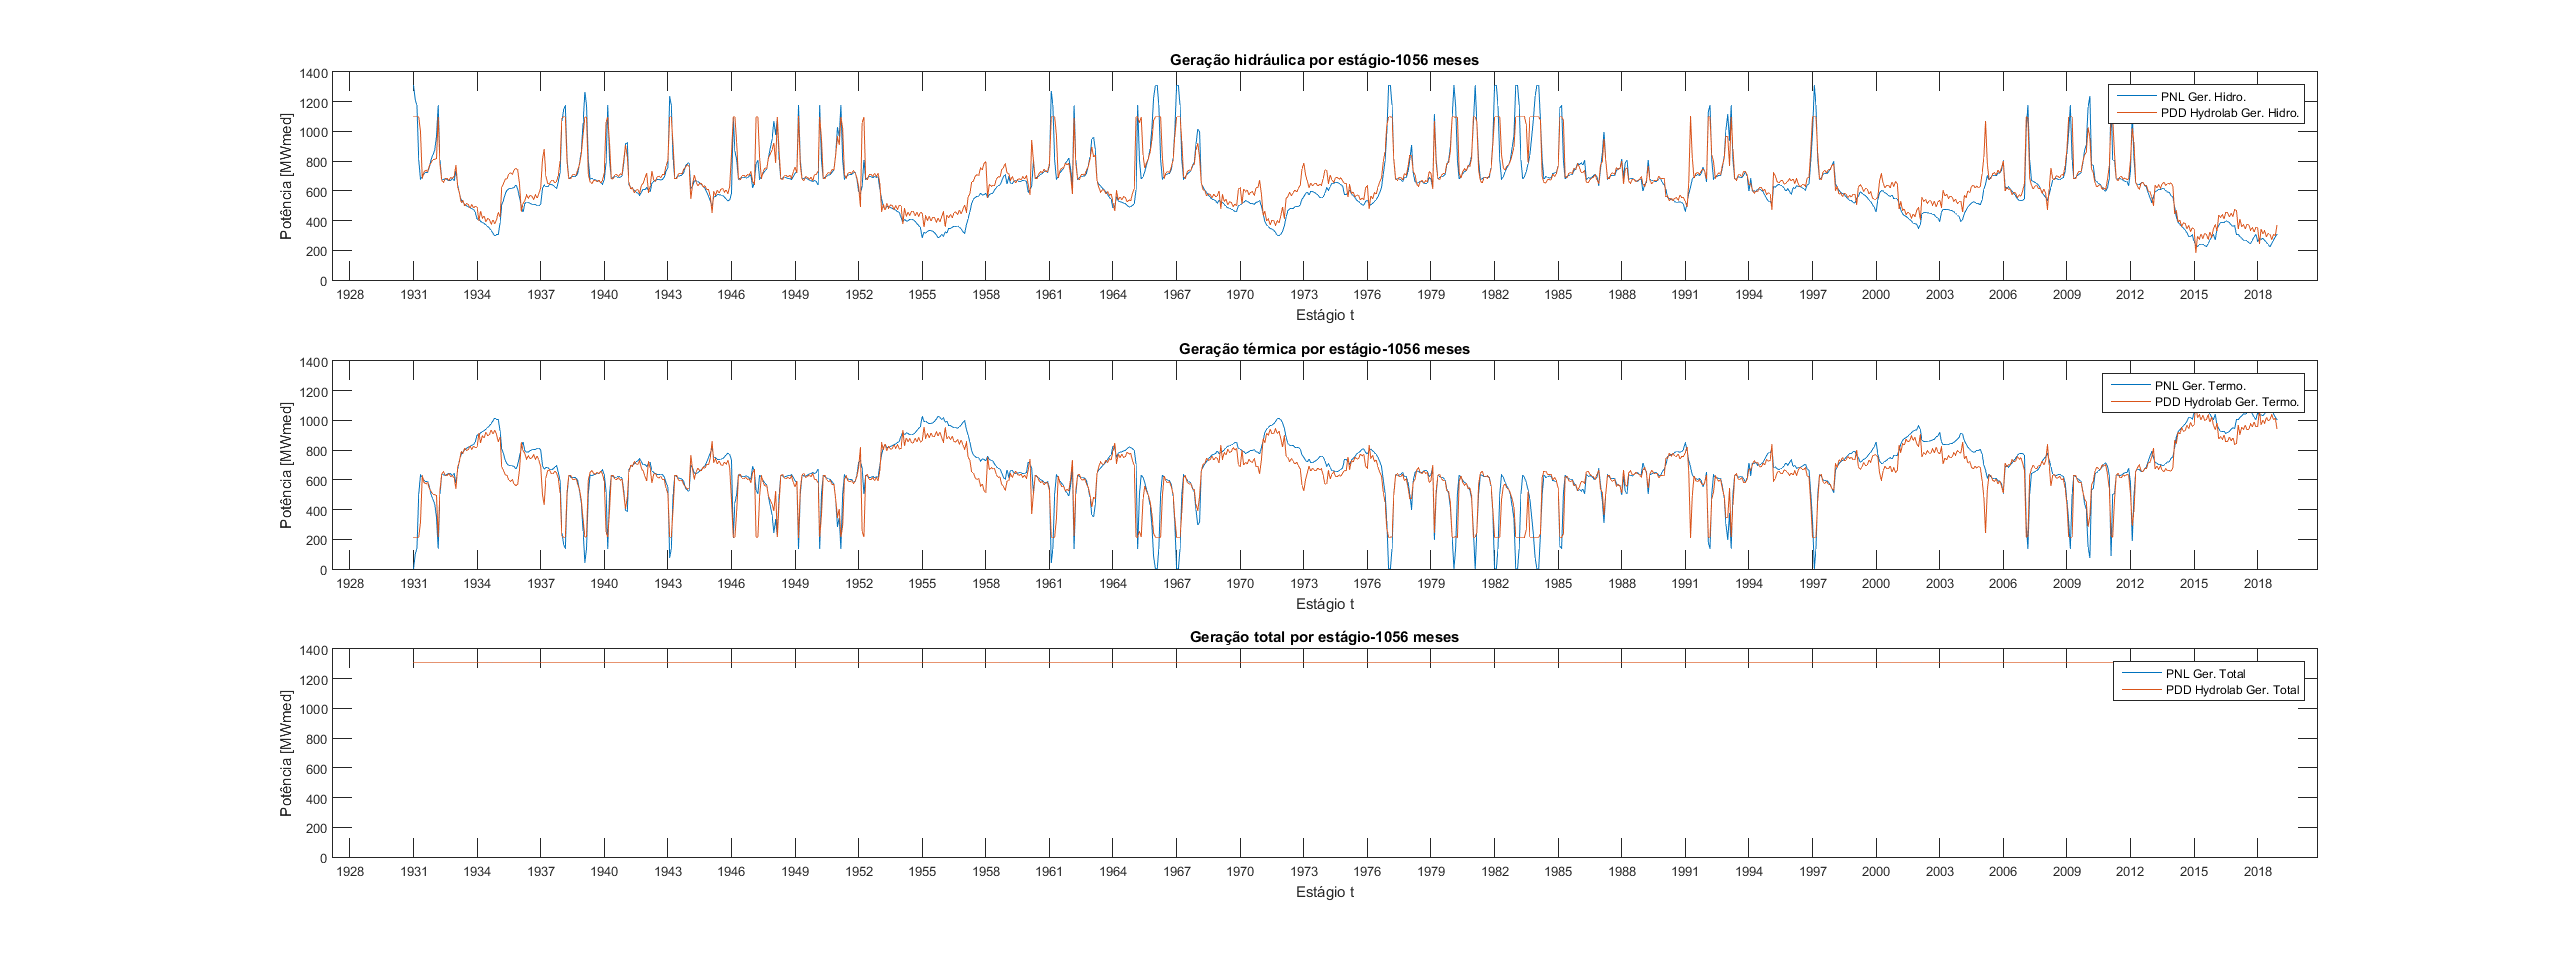 Geração hidráulica por estágio-1056 meses
1400
1200
1000
800
600
400
200
0
Potência [MWmed]
PNL Ger. Hidro.
PDD Hydrolab Ger. Hidro.
1928 1931 1934 1937 1940 1943 1946 1949 1952 1955 1958 1961 1964 1967 1970 1973 1976 1979 1982 1985 1988 1991 1994 1997 2000 2003 2006 2009 2012 2015 2018
Estágio t
Geração térmica por estágio-1056 meses
1400
1200
1000
800
600
400
200
0
Potência [MWmed]
PNL Ger. Termo.
PDD Hydrolab Ger. Termo.
1928 1931 1934 1937 1940 1943 1946 1949 1952 1955 1958 1961 1964 1967 1970 1973 1976 1979 1982 1985 1988 1991 1994 1997 2000 2003 2006 2009 2012 2015 2018
Estágio t
Geração total por estágio-1056 meses
1400
1200
1000
800
600
400
200
0
Potência [MWmed]
PNL Ger. Total
PDD Hydrolab Ger. Total
1928 1931 1934 1937 1940 1943 1946 1949 1952 1955 1958 1961 1964 1967 1970 1973 1976 1979 1982 1985 1988 1991 1994 1997 2000 2003 2006 2009 2012 2015 2018
Estágio t